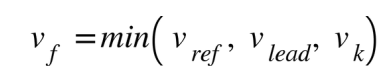 v_f = min( v_ref, v_lead, v_k )